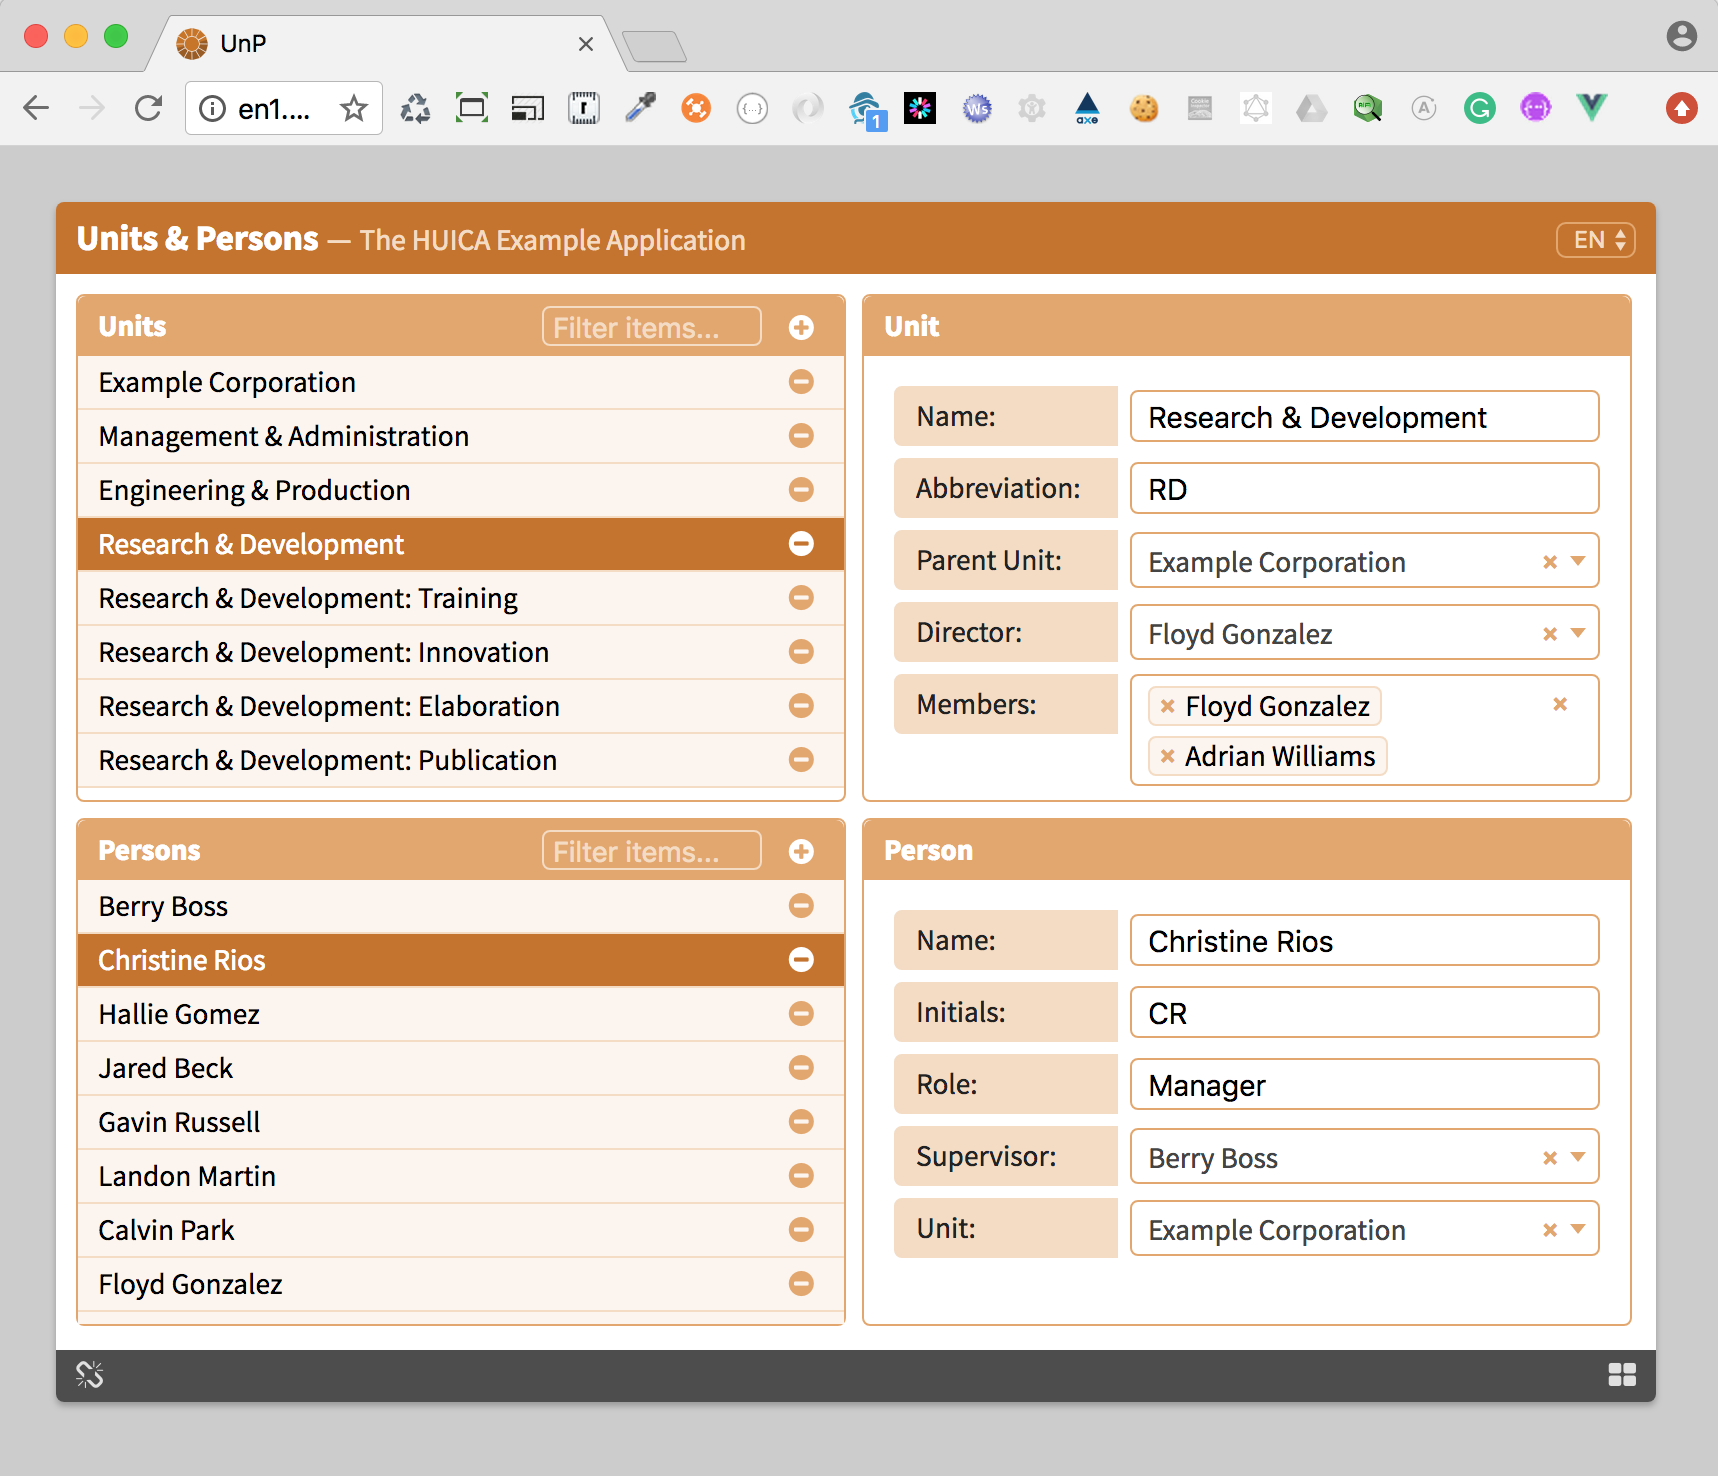 UnP
en1....
1
Ws
axe
Units & Persons — The HUICA Example Application
EN
Units
Filter items...
Example Corporation
Management & Administration
Engineering & Production
Research & Development
Research & Development: Training
Research & Development: Innovation
Research & Development: Elaboration
Research & Development: Publication
Unit
Name:
Research & Development
Abbreviation:
RD
Parent Unit:
Example Corporation
Director:
Floyd Gonzalez
Members:
Floyd Gonzalez
Adrian Williams
Persons
Filter items...
Berry Boss
Christine Rios
Hallie Gomez
Jared Beck
Gavin Russell
Landon Martin
Calvin Park
Floyd Gonzalez
Person
Name:
Christine Rios
Initials:
CR
Role:
Manager
Supervisor:
Berry Boss
Unit:
Example Corporation